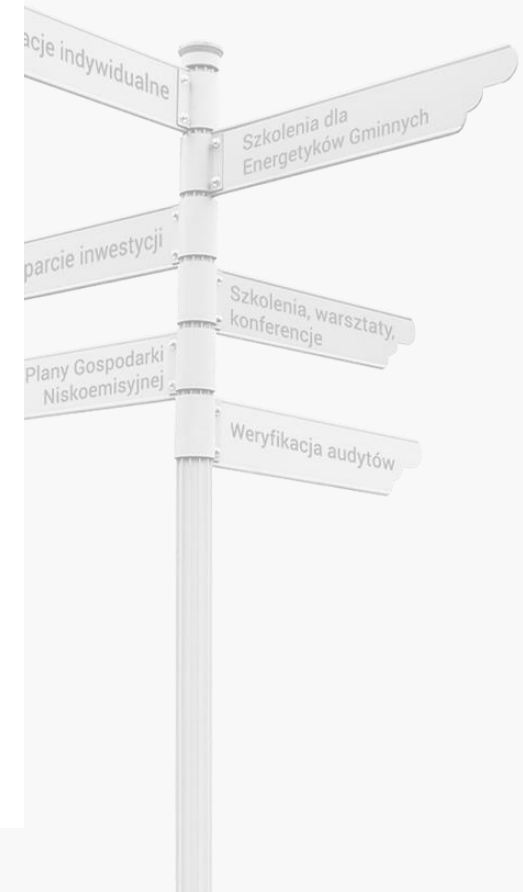 acje indywidualne
Szkolenia dla
Energetyków Gminnych
parcie inwestycji
Szkolenia, warsztaty,
konferencje
Plany Gospodarki
Niskoemisyjnej
Weryfikacja audytów